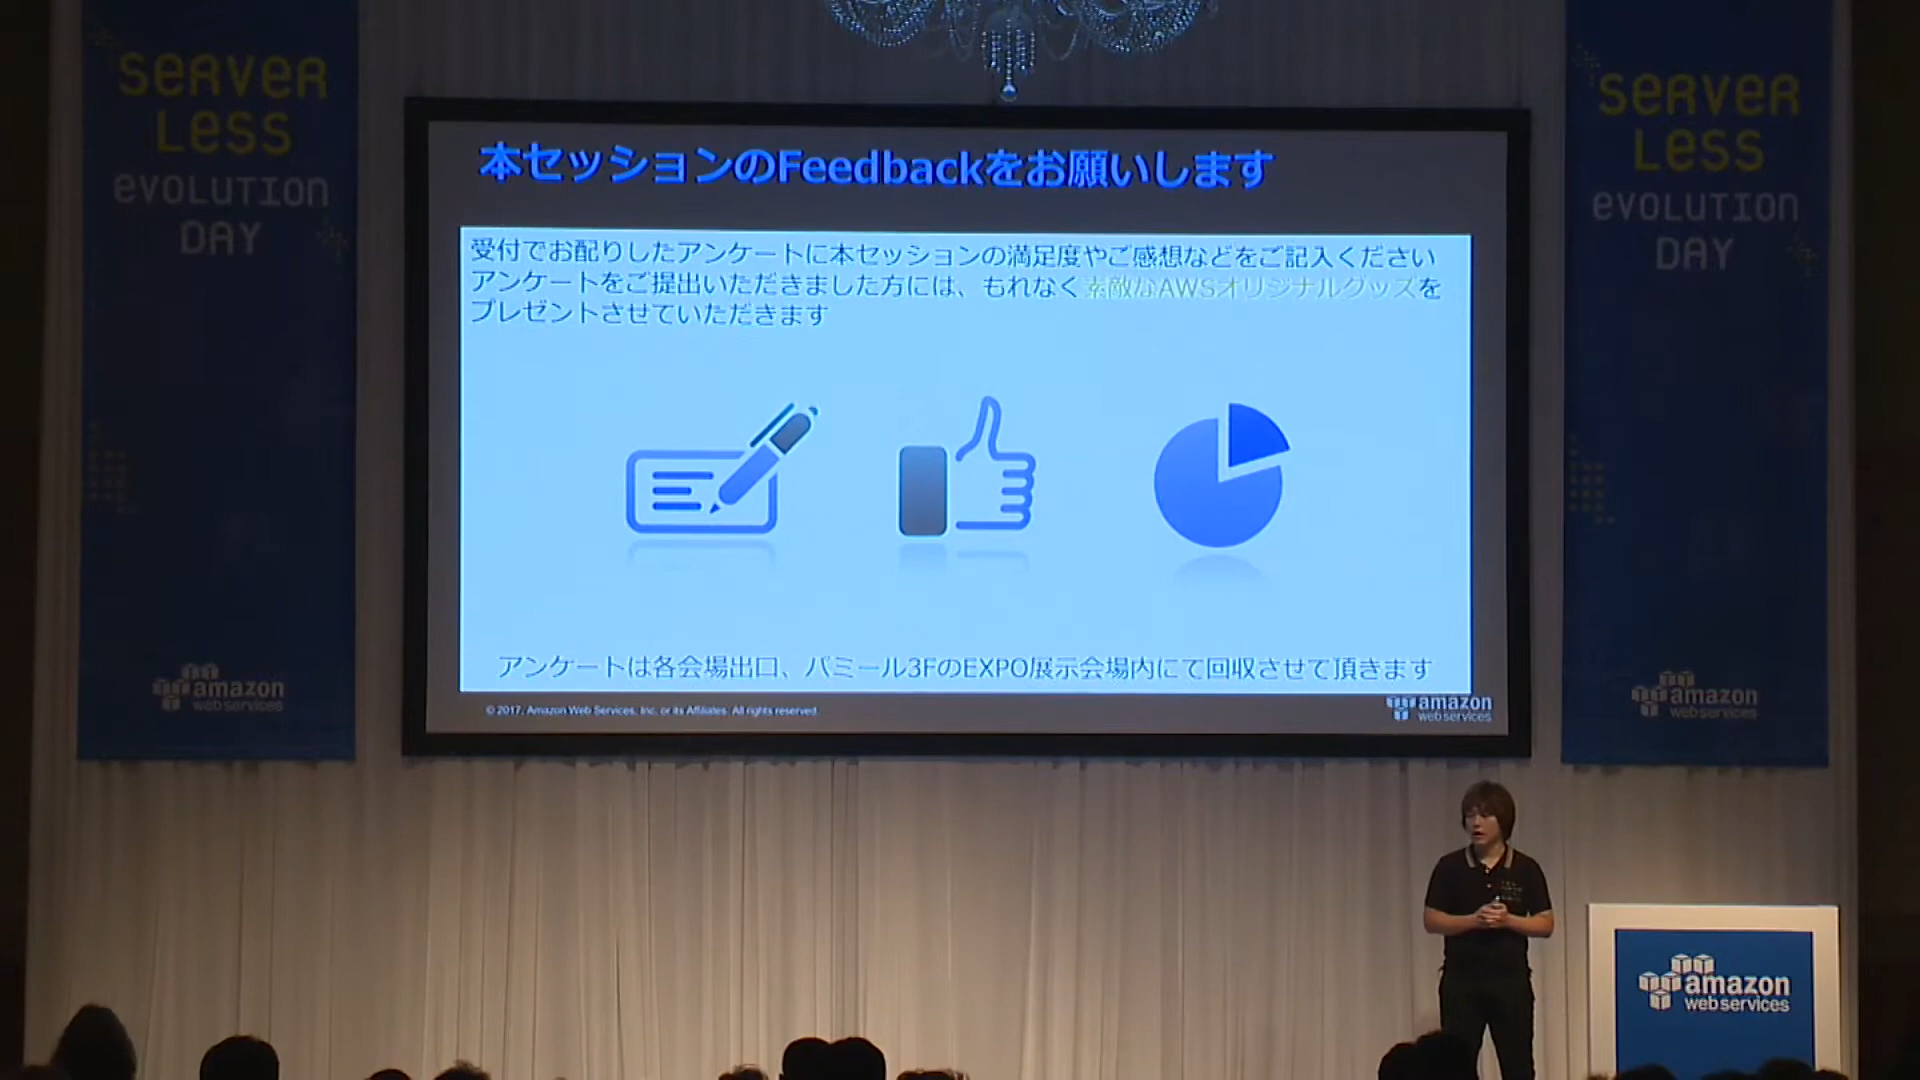 SERVER
LESS
EVOLUTION
DAY
amazon
webservices
本セッションのFeedbackをお願いします
受付でお配りしたアンケートに本セッションの満足度やご感想などをご記入ください
アンケートをご提出いただきました方には、もれなく素敵なAWSオリジナルグッズを
プレゼントさせていただきます
アンケートは各会場出口、パミール3FのEXPO展示会場内にて回収させて頂きます
© 2017, Amazon Web Services, Inc. or its Affiliates. All rights reserved.
amazon
webservices
SERVER
LESS
EVOLUTION
DAY
amazon
webservices
amazon
webservices